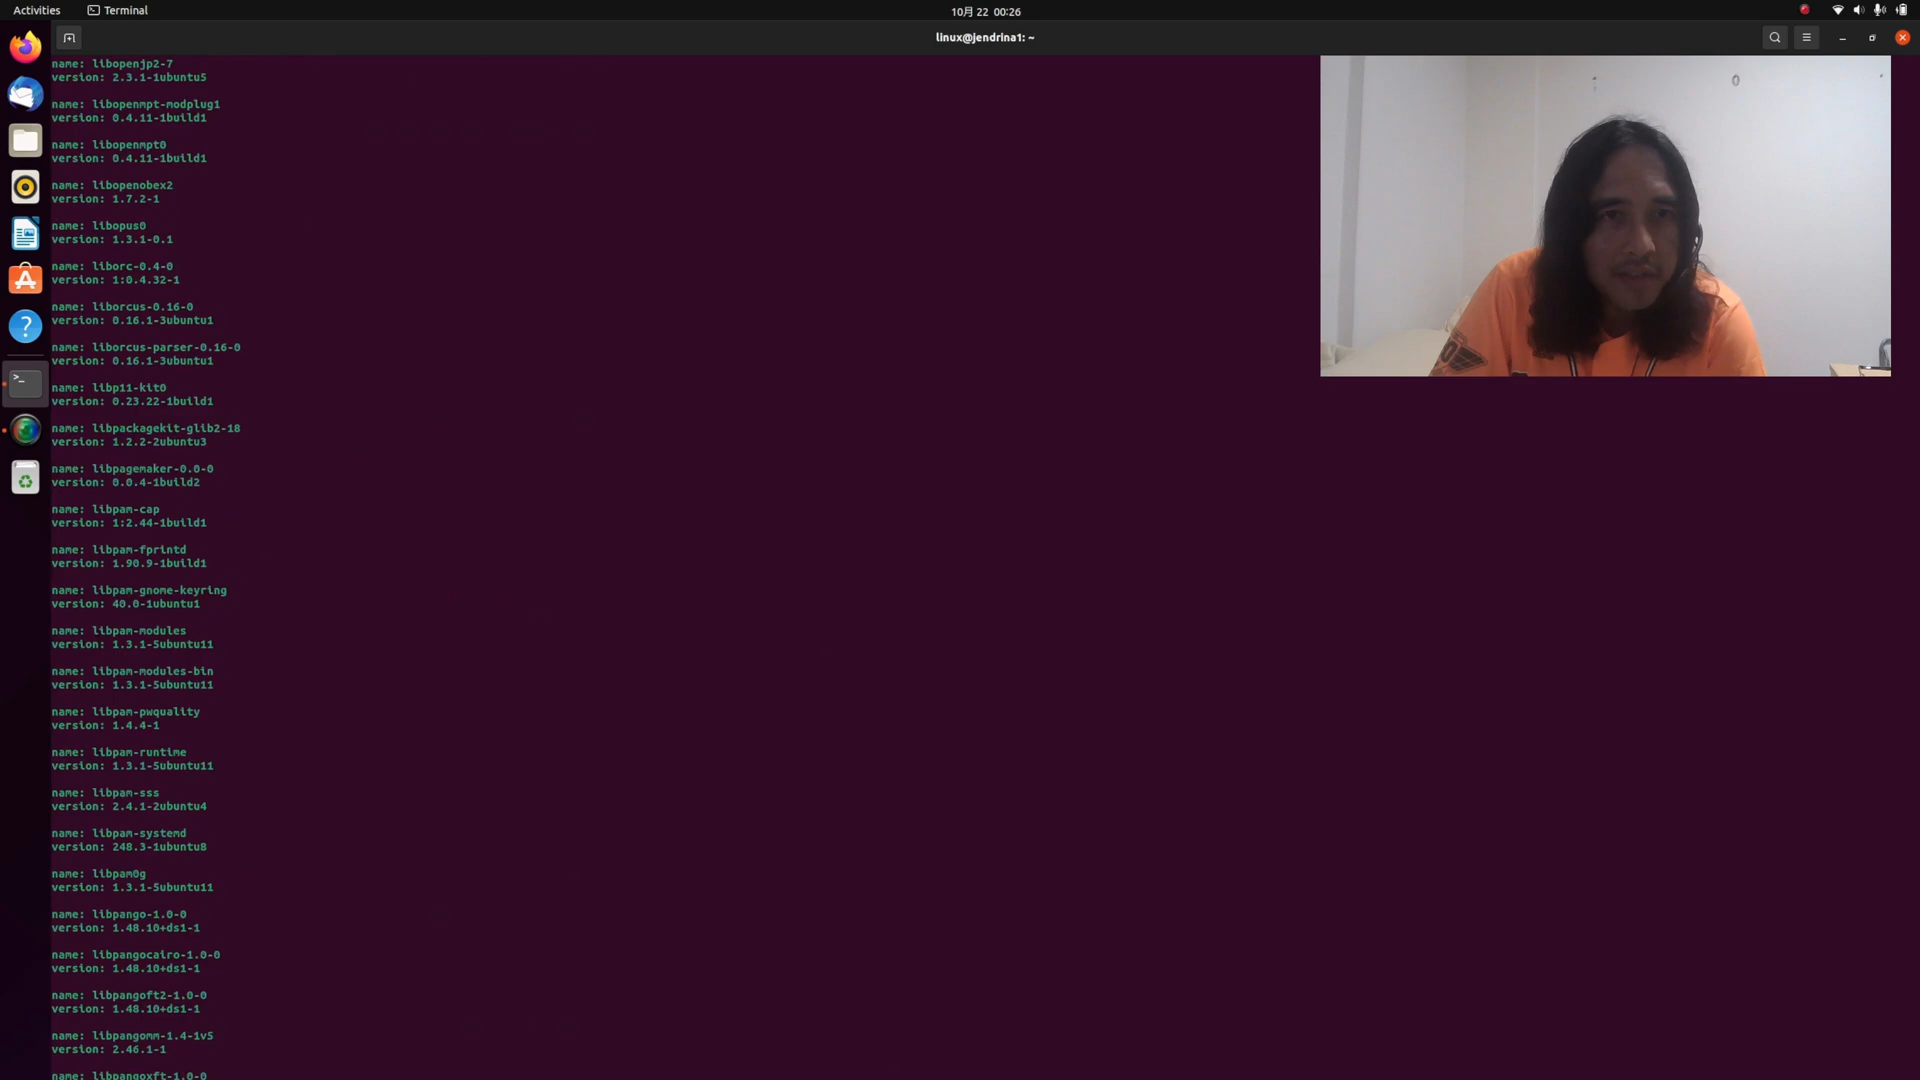 Activities
Terminal
10月 22 00:26
linux@jendrina1: ~
name: libopenjp2-7
version: 2.3.1-1ubuntu5
name: libopenmpt-modplug1
version: 0.4.11-1build1
name: libopenmpt0
version: 0.4.11-1build1
name: libopenobex2
version: 1.7.2-1
name: libopus0
version: 1.3.1-0.1
name: liborc-0.4-0
version: 1:0.4.32-1
name: liborcus-0.16-0
version: 0.16.1-3ubuntu1
name: liborcus-parser-0.16-0
version: 0.16.1-3ubuntu1
name: libp11-kit0
version: 0.23.22-1build1
name: libpackagekit-glib2-18
version: 1.2.2-2ubuntu3
name: libpagemaker-0.0-0
version: 0.0.4-1build2
name: libpam-cap
version: 1:2.44-1build1
name: libpam-fprintd
version: 1.90.9-1build1
name: libpam-gnome-keyring
version: 40.0-1ubuntu1
name: libpam-modules
version: 1.3.1-5ubuntu11
name: libpam-modules-bin
version: 1.3.1-5ubuntu11
name: libpam-pwquality
version: 1.4.4-1
name: libpam-runtime
version: 1.3.1-5ubuntu11
name: libpam-sss
version: 2.4.1-2ubuntu4
name: libpam-systemd
version: 248.3-1ubuntu8
name: libpam0g
version: 1.3.1-5ubuntu11
name: libpango-1.0-0
version: 1.48.10+ds1-1
name: libpangocairo-1.0-0
version: 1.48.10+ds1-1
name: libpangoft2-1.0-0
version: 1.48.10+ds1-1
name: libpangomm-1.4-1v5
version: 2.46.1-1
name: libpangoxft-1.0-0